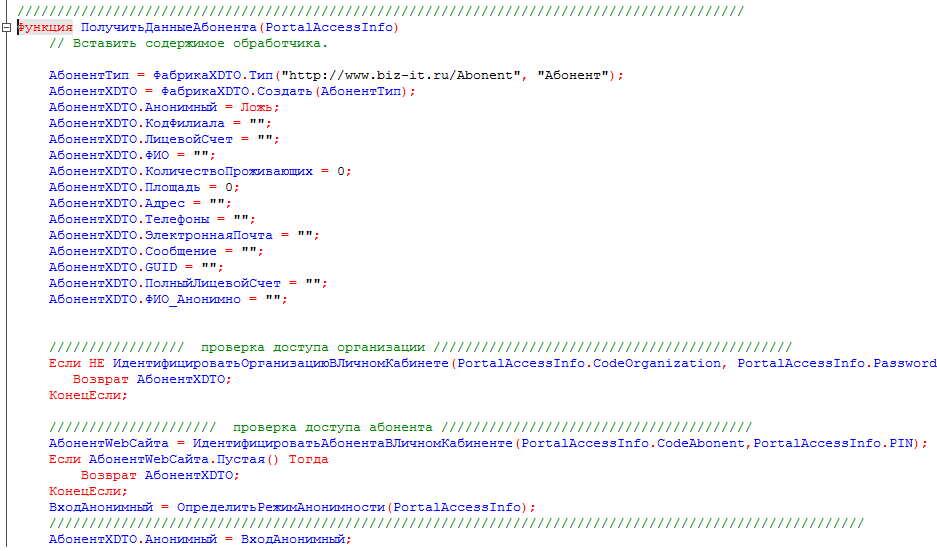 ///////////////////////////////////////////////////////////////////////////////////////////
Функция ПолучитьДанныеАбонента(PortalAccessInfo)
// Вставить содержимое обработчика.
АбонентТип = ФабрикаXDTO.Тип("http://www.biz-it.ru/Abonent", "Абонент");
АбонентXDTO = ФабрикаXDTO.Создать(АбонентТип);
АбонентXDTO.Анонимный = Ложь;
АбонентXDTO.КодФилиала = "";
АбонентXDTO.ЛицевойСчет = "";
АбонентXDTO.ФИО = "";
АбонентXDTO.КоличествоПроживающих = 0;
АбонентXDTO.Площадь = 0;
АбонентXDTO.Адрес = "";
АбонентXDTO.Телефоны = "";
АбонентXDTO.ЭлектроннаяПочта = "";
АбонентXDTO.Сообщение = "";
АбонентXDTO.GUID = "";
АбонентXDTO.ПолныйЛицевойСчет = "";
АбонентXDTO.ФИО_Анонимно = "";
///////////////// проверка доступа организации /////////////////////////////////////////////
Если НЕ ИдентифицироватьОрганизациюВЛичномКабинете(PortalAccessInfo.CodeOrganization, PortalAccessInfo.Password
Возврат АбонентXDTO;
КонецЕсли;
///////////////////// проверка доступа абонента ///////////////////////////////////////
АбонентWebСайта = ИдентифицироватьАбонентаВЛичномКабиненте(PortalAccessInfo.CodeAbonent,PortalAccessInfo.PIN);
Если АбонентWebСайта.Пустая() Тогда
Возврат АбонентXDTO;
КонецЕсли;
ВходАнонимный = ОпределитьРежимАнонимности(PortalAccessInfo);
//////////////////////////////////////////////////////////////////////////////////////////////////////
АбонентXDTO.Анонимный = ВходАнонимный;